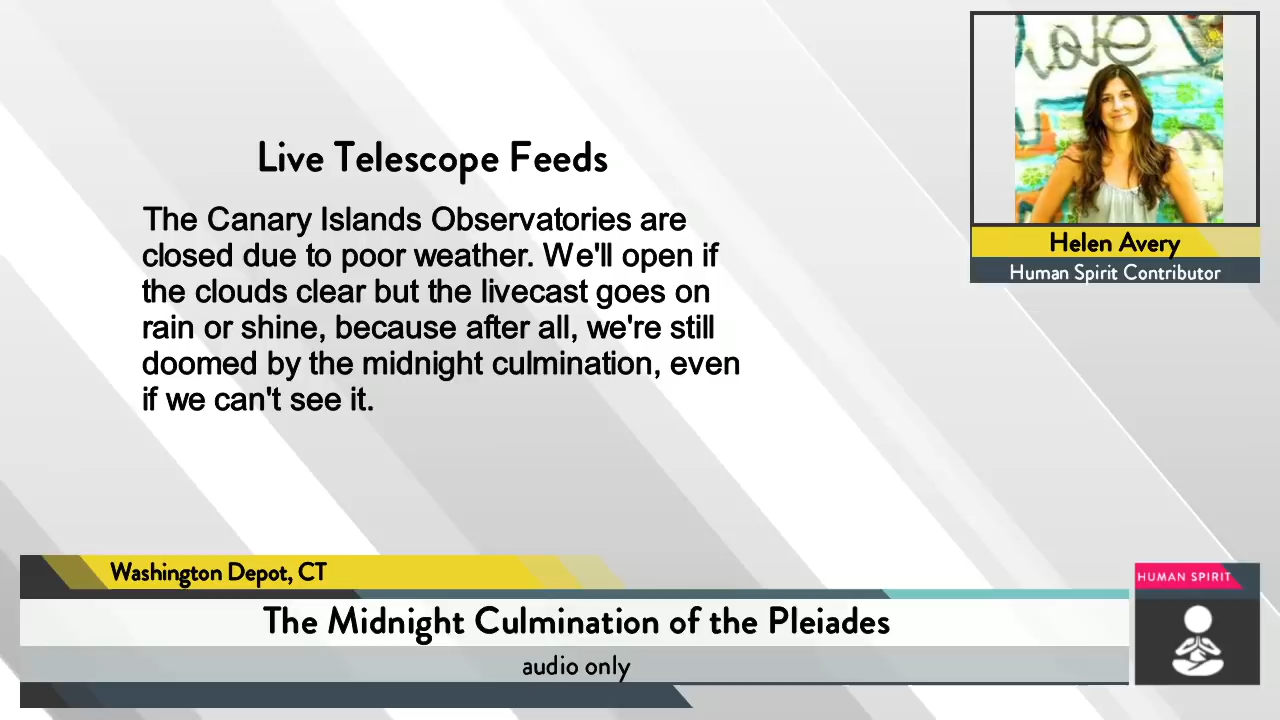 Live Telescope Feeds
The Canary Islands Observatories are
closed due to poor weather. We'll open if
the clouds clear but the livecast goes on
rain or shine, because after all, we're still
doomed by the midnight culmination, even
if we can't see it.
Helen Avery
Human Spirit Contributor
Washington Depot, CT
The Midnight Culmination of the Pleiades
audio only
HUMAN SPIRIT